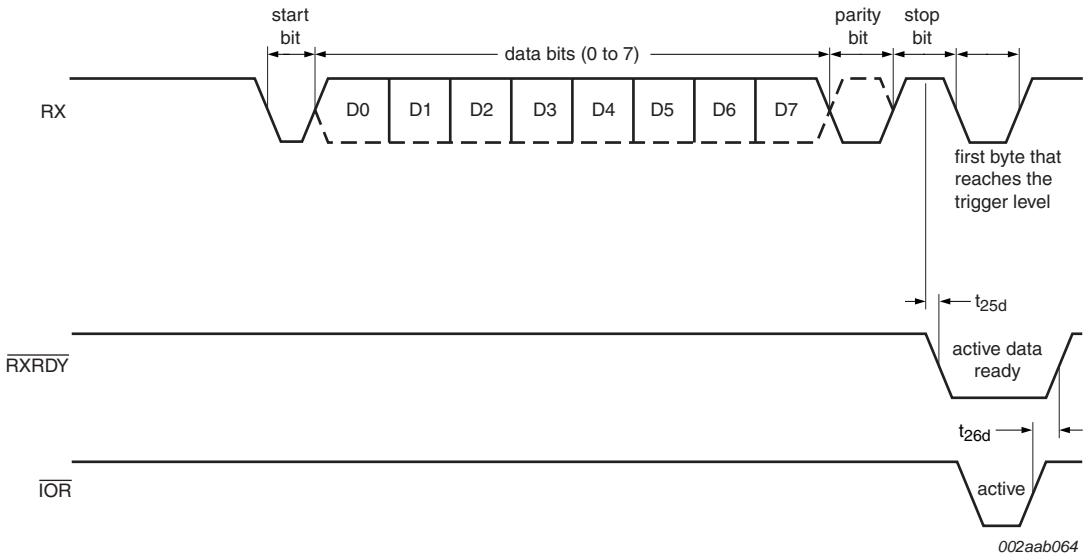 start
bit
data bits (0 to 7)
parity
bit
stop
bit
RX
D0 D1 D2 D3 D4 D5 D6 D7
first byte that
reaches the
trigger level
t25d
RXRDY
active data
ready
t26d
IOR
active
002aab064